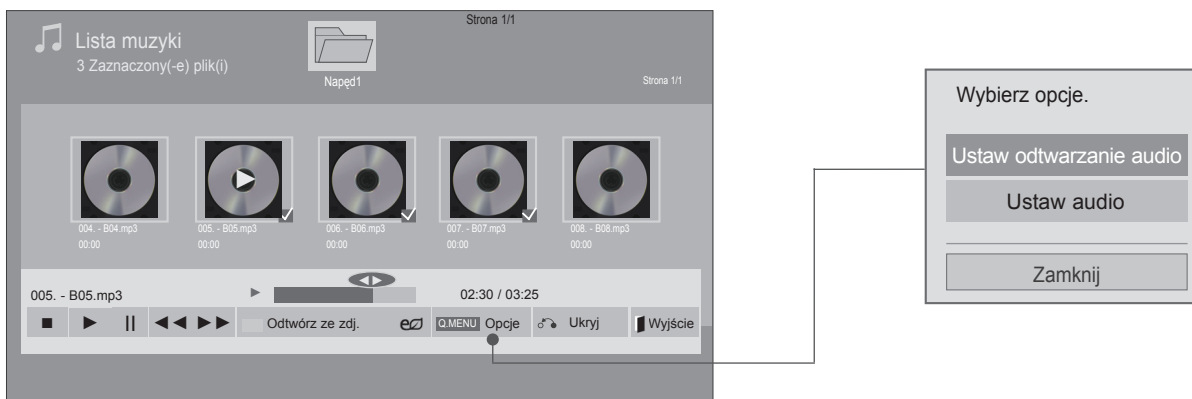 Strona 1/1
Lista muzyki
3 Zaznaczony(-e) plik(i)
Napęd1
Strona 1/1
004. - B04.mp3
00:00
005. - B05.mp3
00:00
006. - B06.mp3
00:00
007. - B07.mp3
00:00
008. - B08.mp3
00:00
005. - B05.mp3
02:30 / 03:25
Odtwórz ze zdj.
Q.MENU Opcje
Ukryj
Wyjście
Wybierz opcje.
Ustaw odtwarzanie audio
Ustaw audio
Zamknij